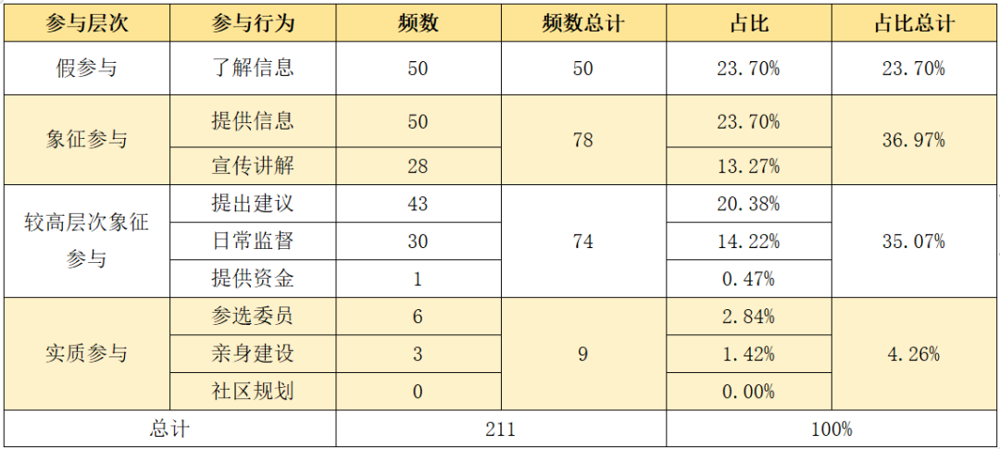 参与层次 参与行为 频数 频数总计 占比 占比总计
假参与 了解信息 50 50 23.70% 23.70%
象征参与 提供信息 50 78 23.70% 36.97%
宣传讲解 28 13.27%
较高层次象征
参与 提出建议 43 74 20.38% 35.07%
日常监督 30 14.22%
提供资金 1 0.47%
实质参与 参选委员 6 9 2.84% 4.26%
亲身建设 3 1.42%
社区规划 0 0.00%
总计 211 100%